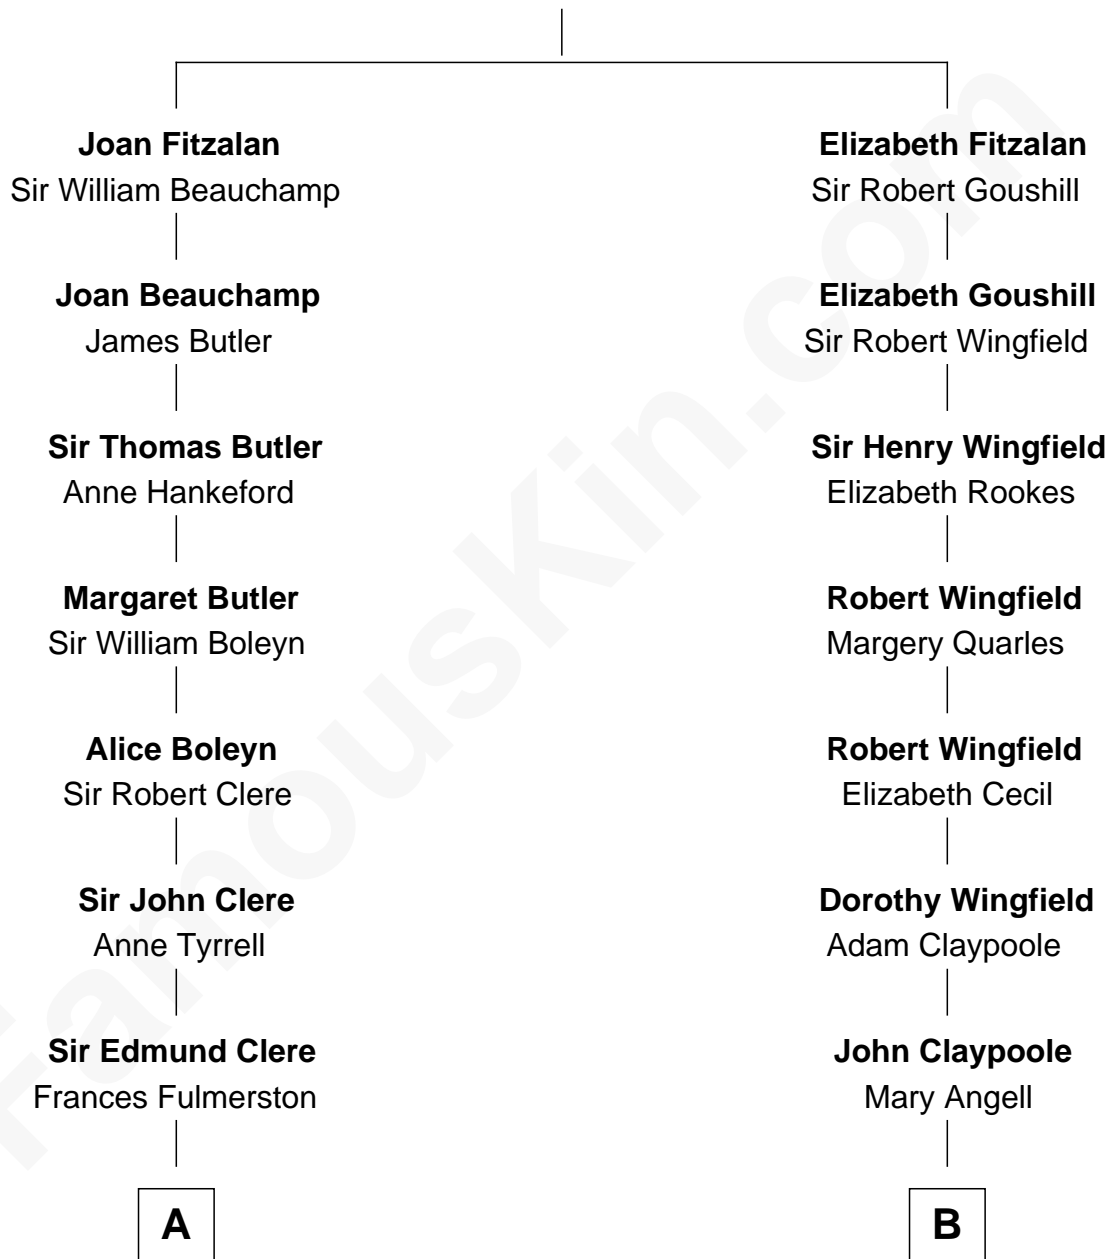 Joan Fitzalan
Sir William Beauchamp
Joan Beauchamp
James Butler
Sir Thomas Butler
Anne Hankeford
Margaret Butler
Sir William Boleyn
Alice Boleyn
Sir Robert Clere
Sir John Clere
Anne Tyrrell
Sir Edmund Clere
Frances Fulmerston
A
Elizabeth Fitzalan
Sir Robert Goushill
Elizabeth Goushill
Sir Robert Wingfield
Sir Henry Wingfield
Elizabeth Rookes
Robert Wingfield
Margery Quarles
Robert Wingfield
Elizabeth Cecil
Dorothy Wingfield
Adam Claypoole
John Claypoole
Mary Angell
B
FamousKin.com